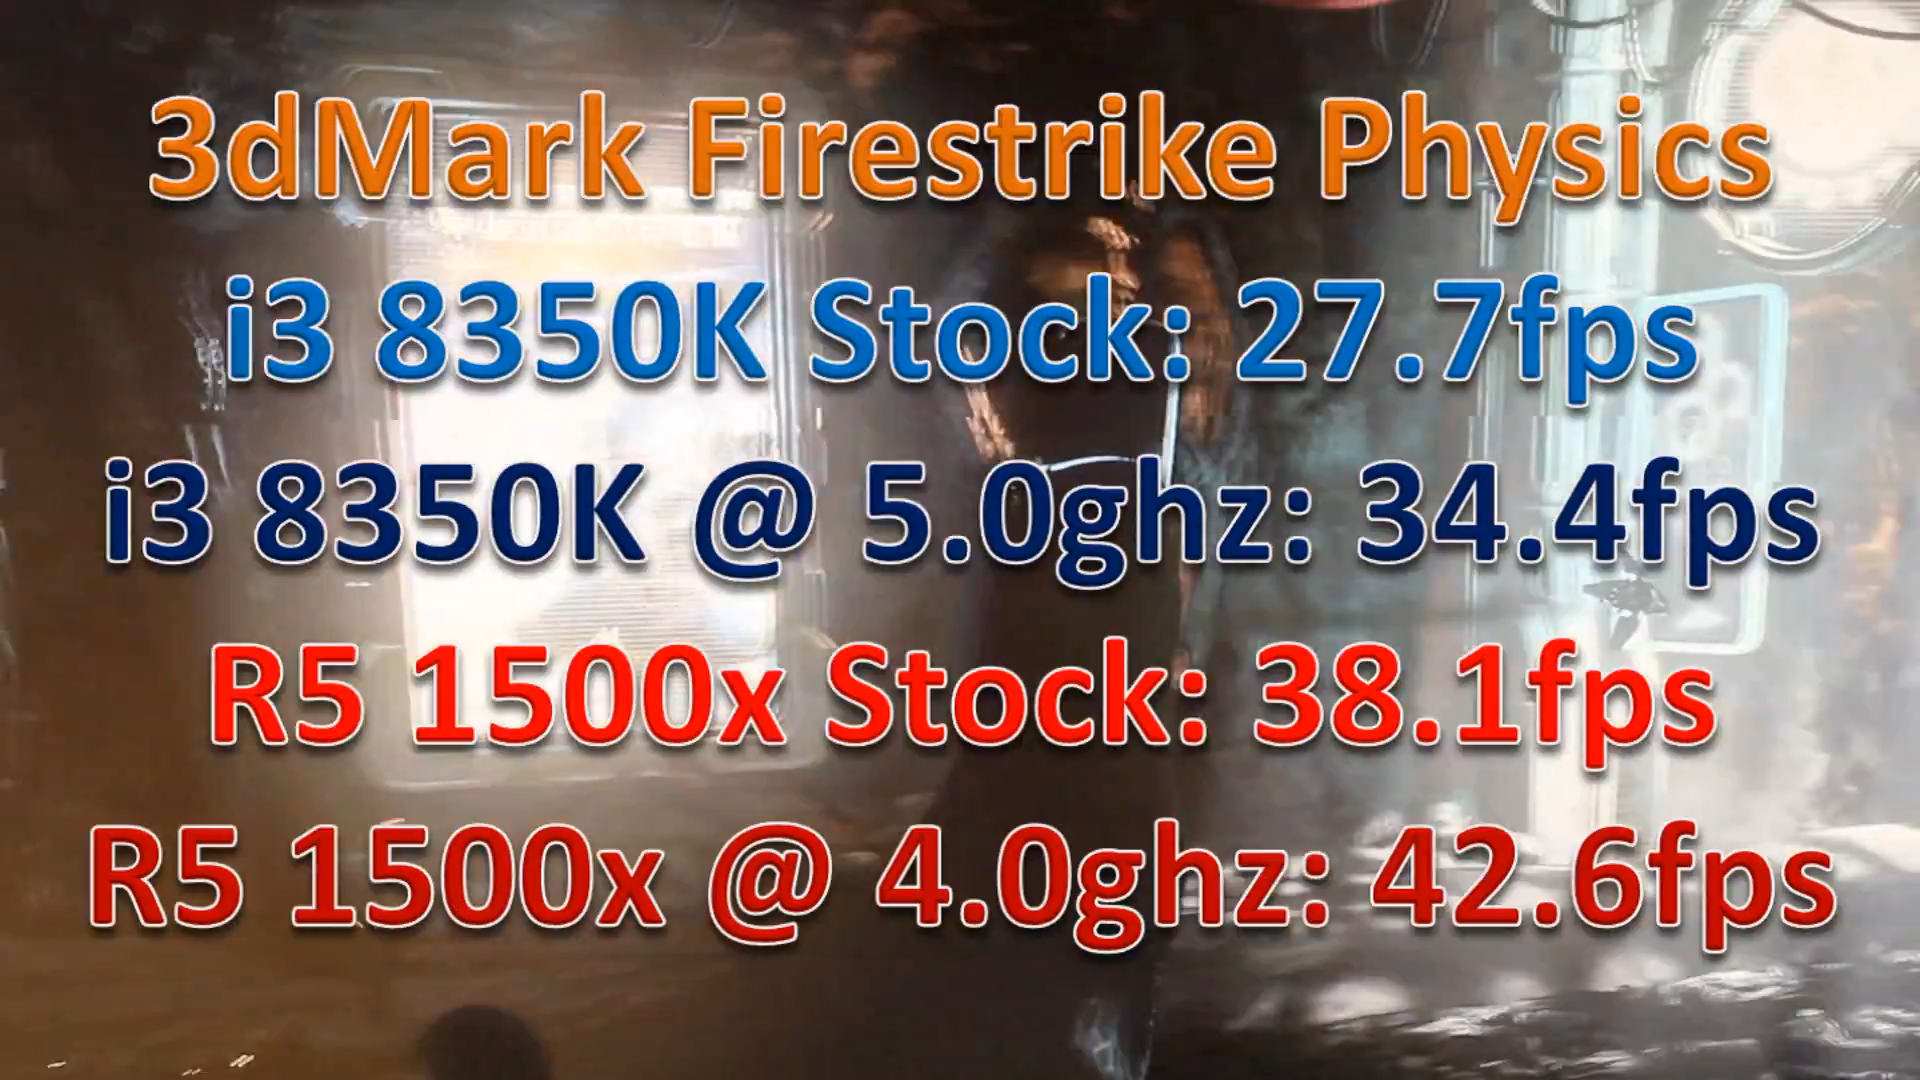 3dMark Firestrike Physics
i3 8350K Stock: 27.7fps
i3 8350K @ 5.0ghz: 34.4fps
R5 1500x Stock: 38.1fps
R5 1500x @ 4.0ghz: 42.6fps